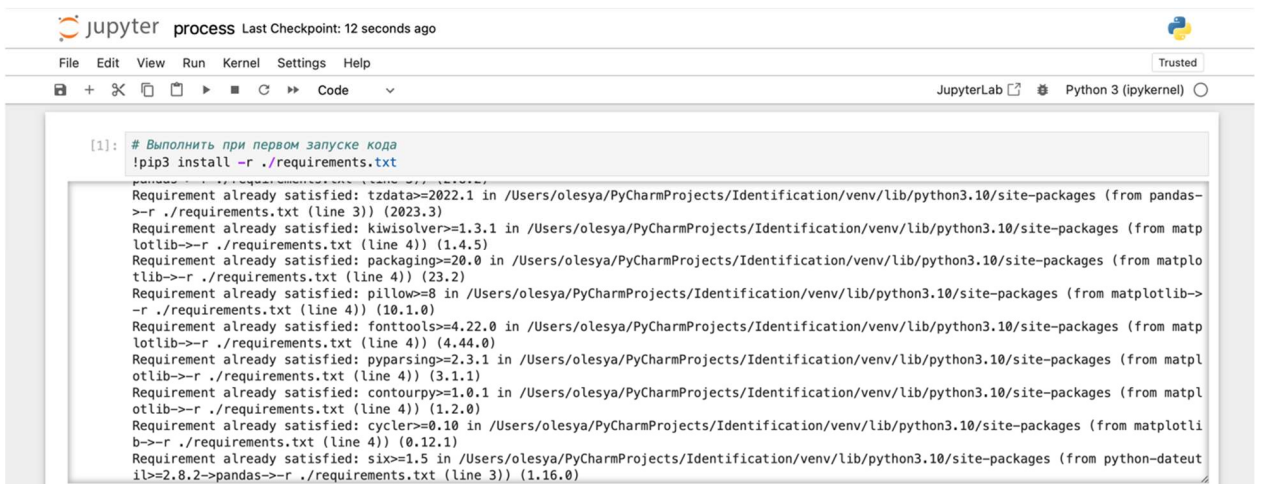 jupyter process Last Checkpoint: 12 seconds ago
File Edit View Run Kernel Settings Help Trusted
Code JupyterLab Python 3 (ipykernel)
[1]: # Выполнить при первом запуске кода
!pip3 install -r ./requirements.txt
pandas->-r ./requirements.txt (line 3)) (2.8.2)
Requirement already satisfied: tzdata>=2022.1 in /Users/olesya/PyCharmProjects/Identification/venv/lib/python3.10/site-packages (from pandas-
>-r ./requirements.txt (line 3)) (2023.3)
Requirement already satisfied: kiwisolver>=1.3.1 in /Users/olesya/PyCharmProjects/Identification/venv/lib/python3.10/site-packages (from matp
lotlib->-r ./requirements.txt (line 4)) (1.4.5)
Requirement already satisfied: packaging>=20.0 in /Users/olesya/PyCharmProjects/Identification/venv/lib/python3.10/site-packages (from matplo
tlib->-r ./requirements.txt (line 4)) (23.2)
Requirement already satisfied: pillow>=8 in /Users/olesya/PyCharmProjects/Identification/venv/lib/python3.10/site-packages (from matplotlib->
-r ./requirements.txt (line 4)) (10.1.0)
Requirement already satisfied: fonttools>=4.22.0 in /Users/olesya/PyCharmProjects/Identification/venv/lib/python3.10/site-packages (from matp
lotlib->-r ./requirements.txt (line 4)) (4.44.0)
Requirement already satisfied: pyparsing>=2.3.1 in /Users/olesya/PyCharmProjects/Identification/venv/lib/python3.10/site-packages (from matpl
otlib->-r ./requirements.txt (line 4)) (3.1.1)
Requirement already satisfied: contourpy>=1.0.1 in /Users/olesya/PyCharmProjects/Identification/venv/lib/python3.10/site-packages (from matpl
otlib->-r ./requirements.txt (line 4)) (1.2.0)
Requirement already satisfied: cycler>=0.10 in /Users/olesya/PyCharmProjects/Identification/venv/lib/python3.10/site-packages (from matplotli
b->-r ./requirements.txt (line 4)) (0.12.1)
Requirement already satisfied: six>=1.5 in /Users/olesya/PyCharmProjects/Identification/venv/lib/python3.10/site-packages (from python-dateut
il>=2.8.2->pandas->-r ./requirements.txt (line 3)) (1.16.0)